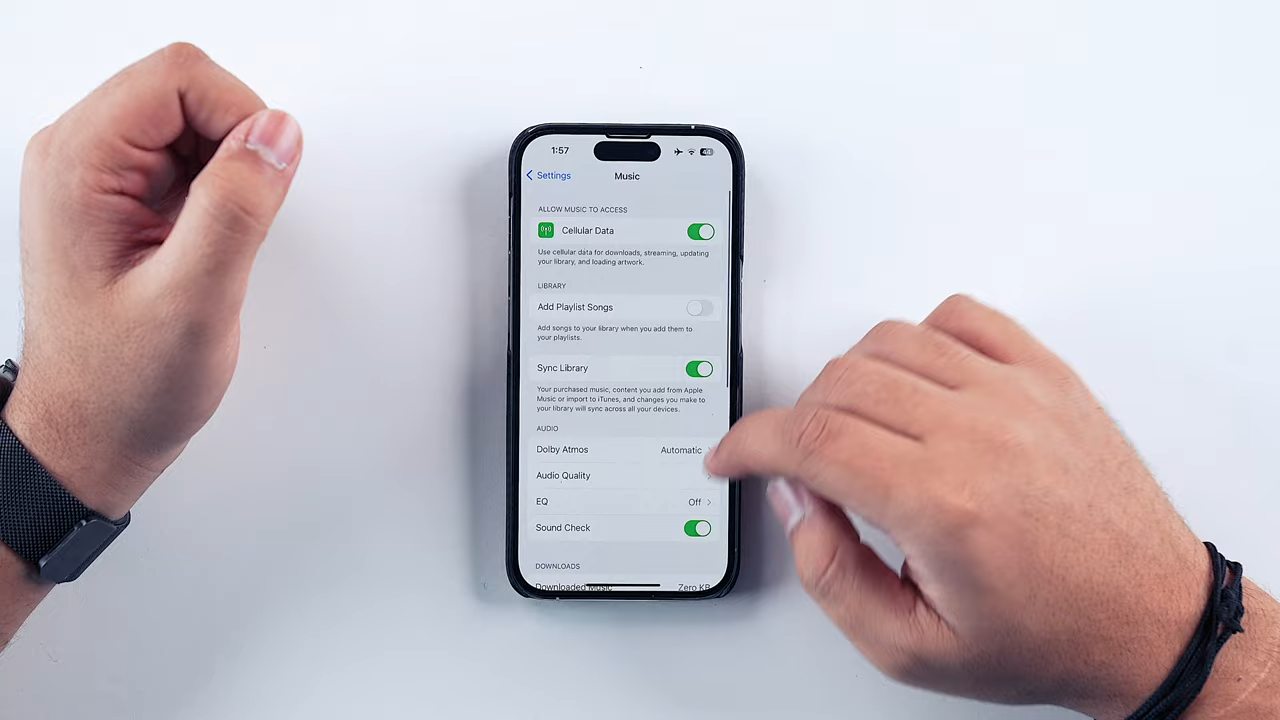 1:57
Settings
Music
ALLOW MUSIC TO ACCESS
Cellular Data
Use cellular data for downloads, streaming, updating
your library, and loading artwork.
LIBRARY
Add Playlist Songs
Add songs to your library when you add them to
your playlists.
Sync Library
Your purchased music, content you add from Apple
Music or import to iTunes, and changes you make to
your library will sync across all your devices.
AUDIO
Dolby Atmos Automatic
Audio Quality
EQ Off
Sound Check
DOWNLOADS
Downloaded Music Zero KB